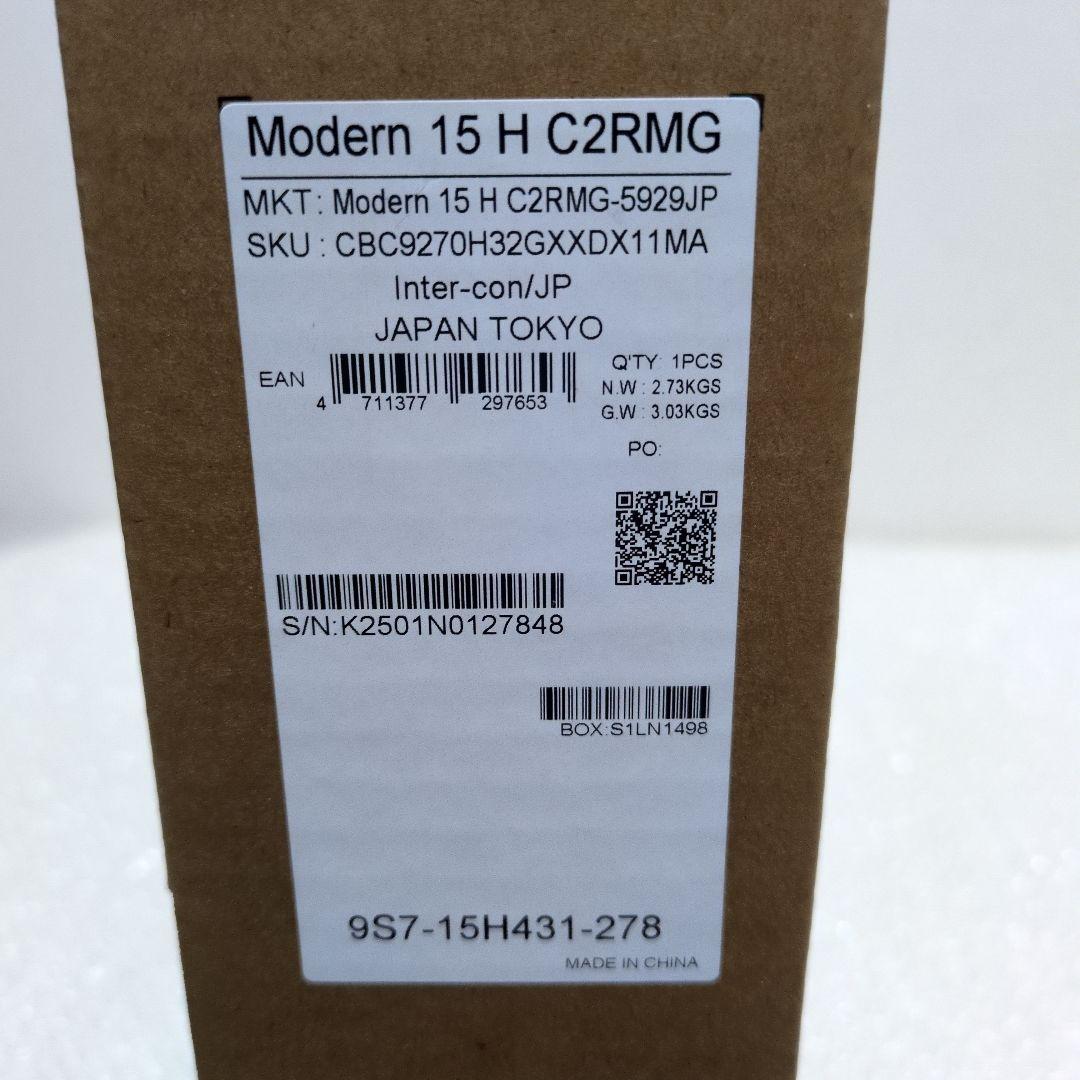 Modern 15 H C2RMG
MKT: Modern 15 H C2RMG-5929JP
SKU : CBC9270H32GXXDX11MA
Inter-con/JP
JAPAN TOKYO
EAN
4 711377 297653
Q'TY: 1PCS
N.W : 2.73KGS
G.W : 3.03KGS
PO:
S/N:K2501N0127848
BOX:S1LN1498
9S7-15H431-278
MADE IN CHINA